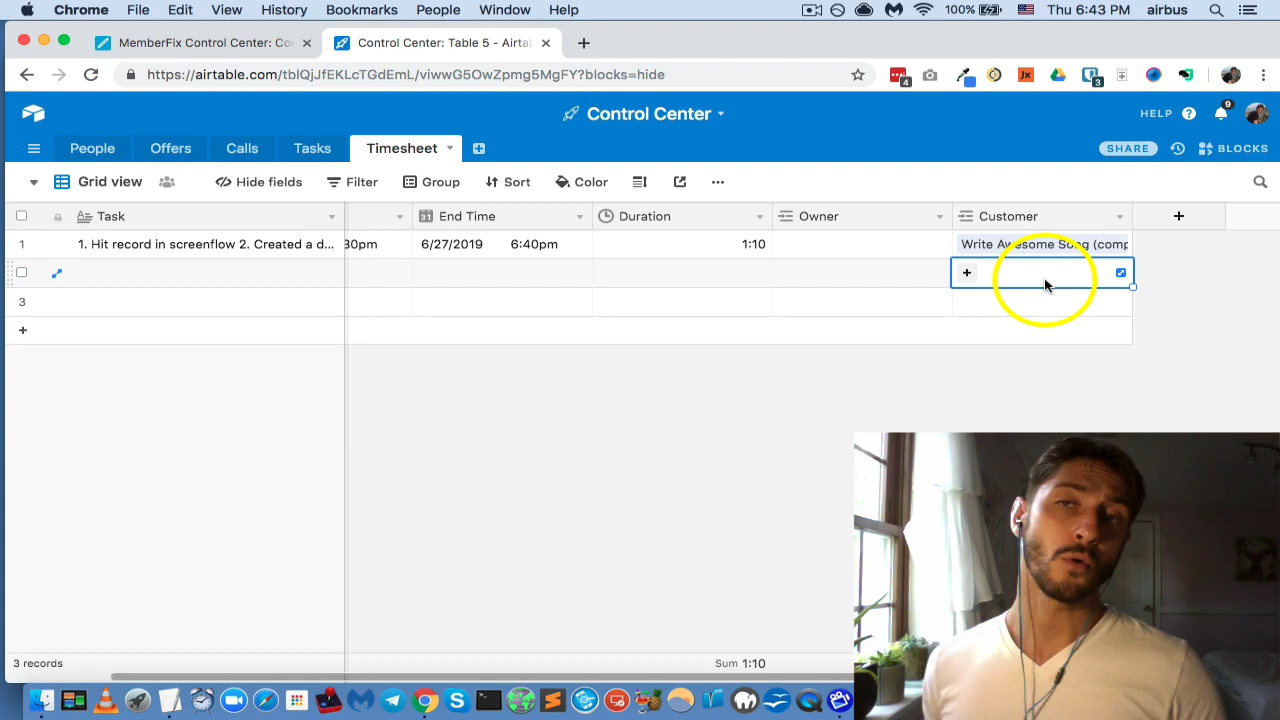 Chrome File Edit View History Bookmarks People Window Help 100% Thu 6:43 PM airbus
MemberFix Control Center: Co
Control Center: Table 5 - Airta
https://airtable.com/tblQjJfEKLcTGdEmL/viwwG5OwZpmg5MgFY?blocks=hide
4
3
Control Center
HELP
9
People Offers Calls Tasks Timesheet
SHARE BLOCKS
Grid view Hide fields Filter Group Sort Color
Task End Time Duration Owner Customer
1 1. Hit record in screenflow 2. Created a d... 30pm 6/27/2019 6:40pm 1:10 Write Awesome Song (comp
3
3 records Sum 1:10